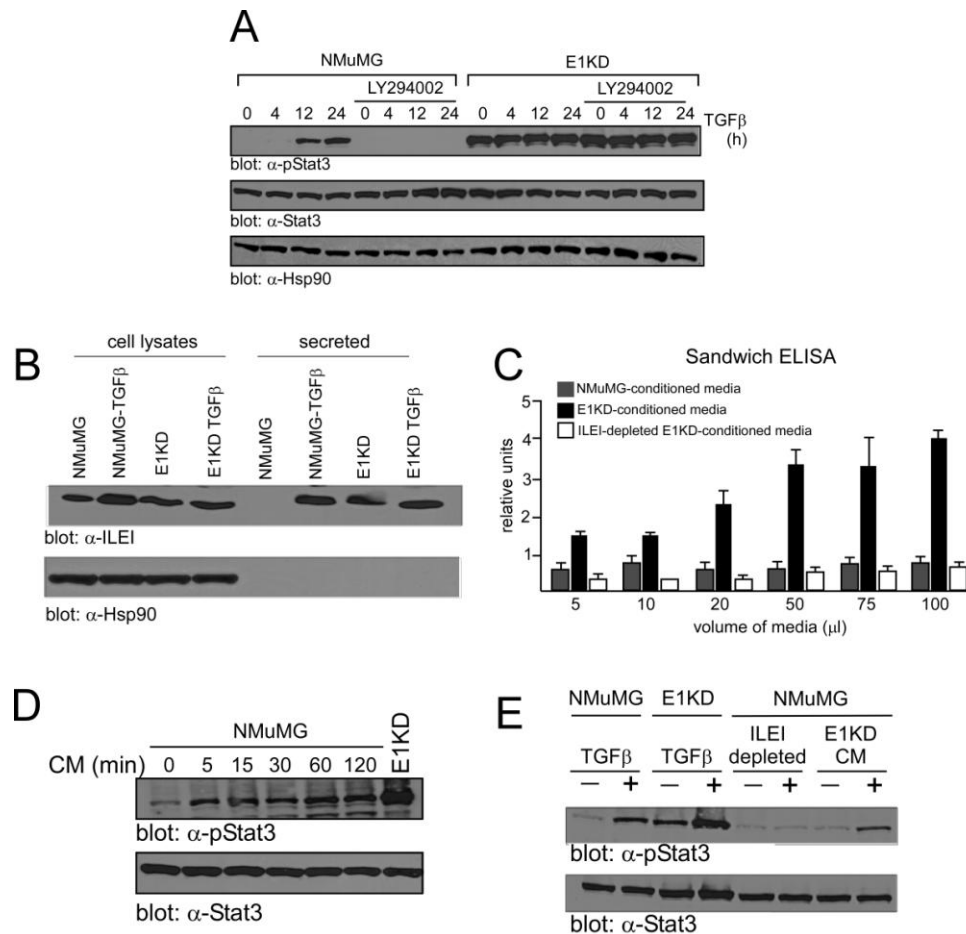 A
NMuMG E1KD
LY294002 LY294002
0 4 12 24 0 4 12 24 0 4 12 24 0 4 12 24 TGFβ
(h)
blot: α-pStat3
blot: α-Stat3
blot: α-Hsp90
B
cell lysates secreted
NMuMG NMuMG-TGFβ E1KD E1KD TGFβ NMuMG NMuMG-TGFβ E1KD E1KD TGFβ
blot: α-ILEI
blot: α-Hsp90
C
Sandwich ELISA
NMuMG-conditioned media
E1KD-conditioned media
ILEI-depleted E1KD-conditioned media
relative units
5
4
3
2
1
5 10 20 50 75 100
volume of media (μl)
D
NMuMG E1KD
CM (min) 0 5 15 30 60 120
blot: α-pStat3
blot: α-Stat3
E
NMuMG E1KD NMuMG
TGFβ TGFβ ILEI depleted E1KD CM
– + – + – + – +
blot: α-pStat3
blot: α-Stat3